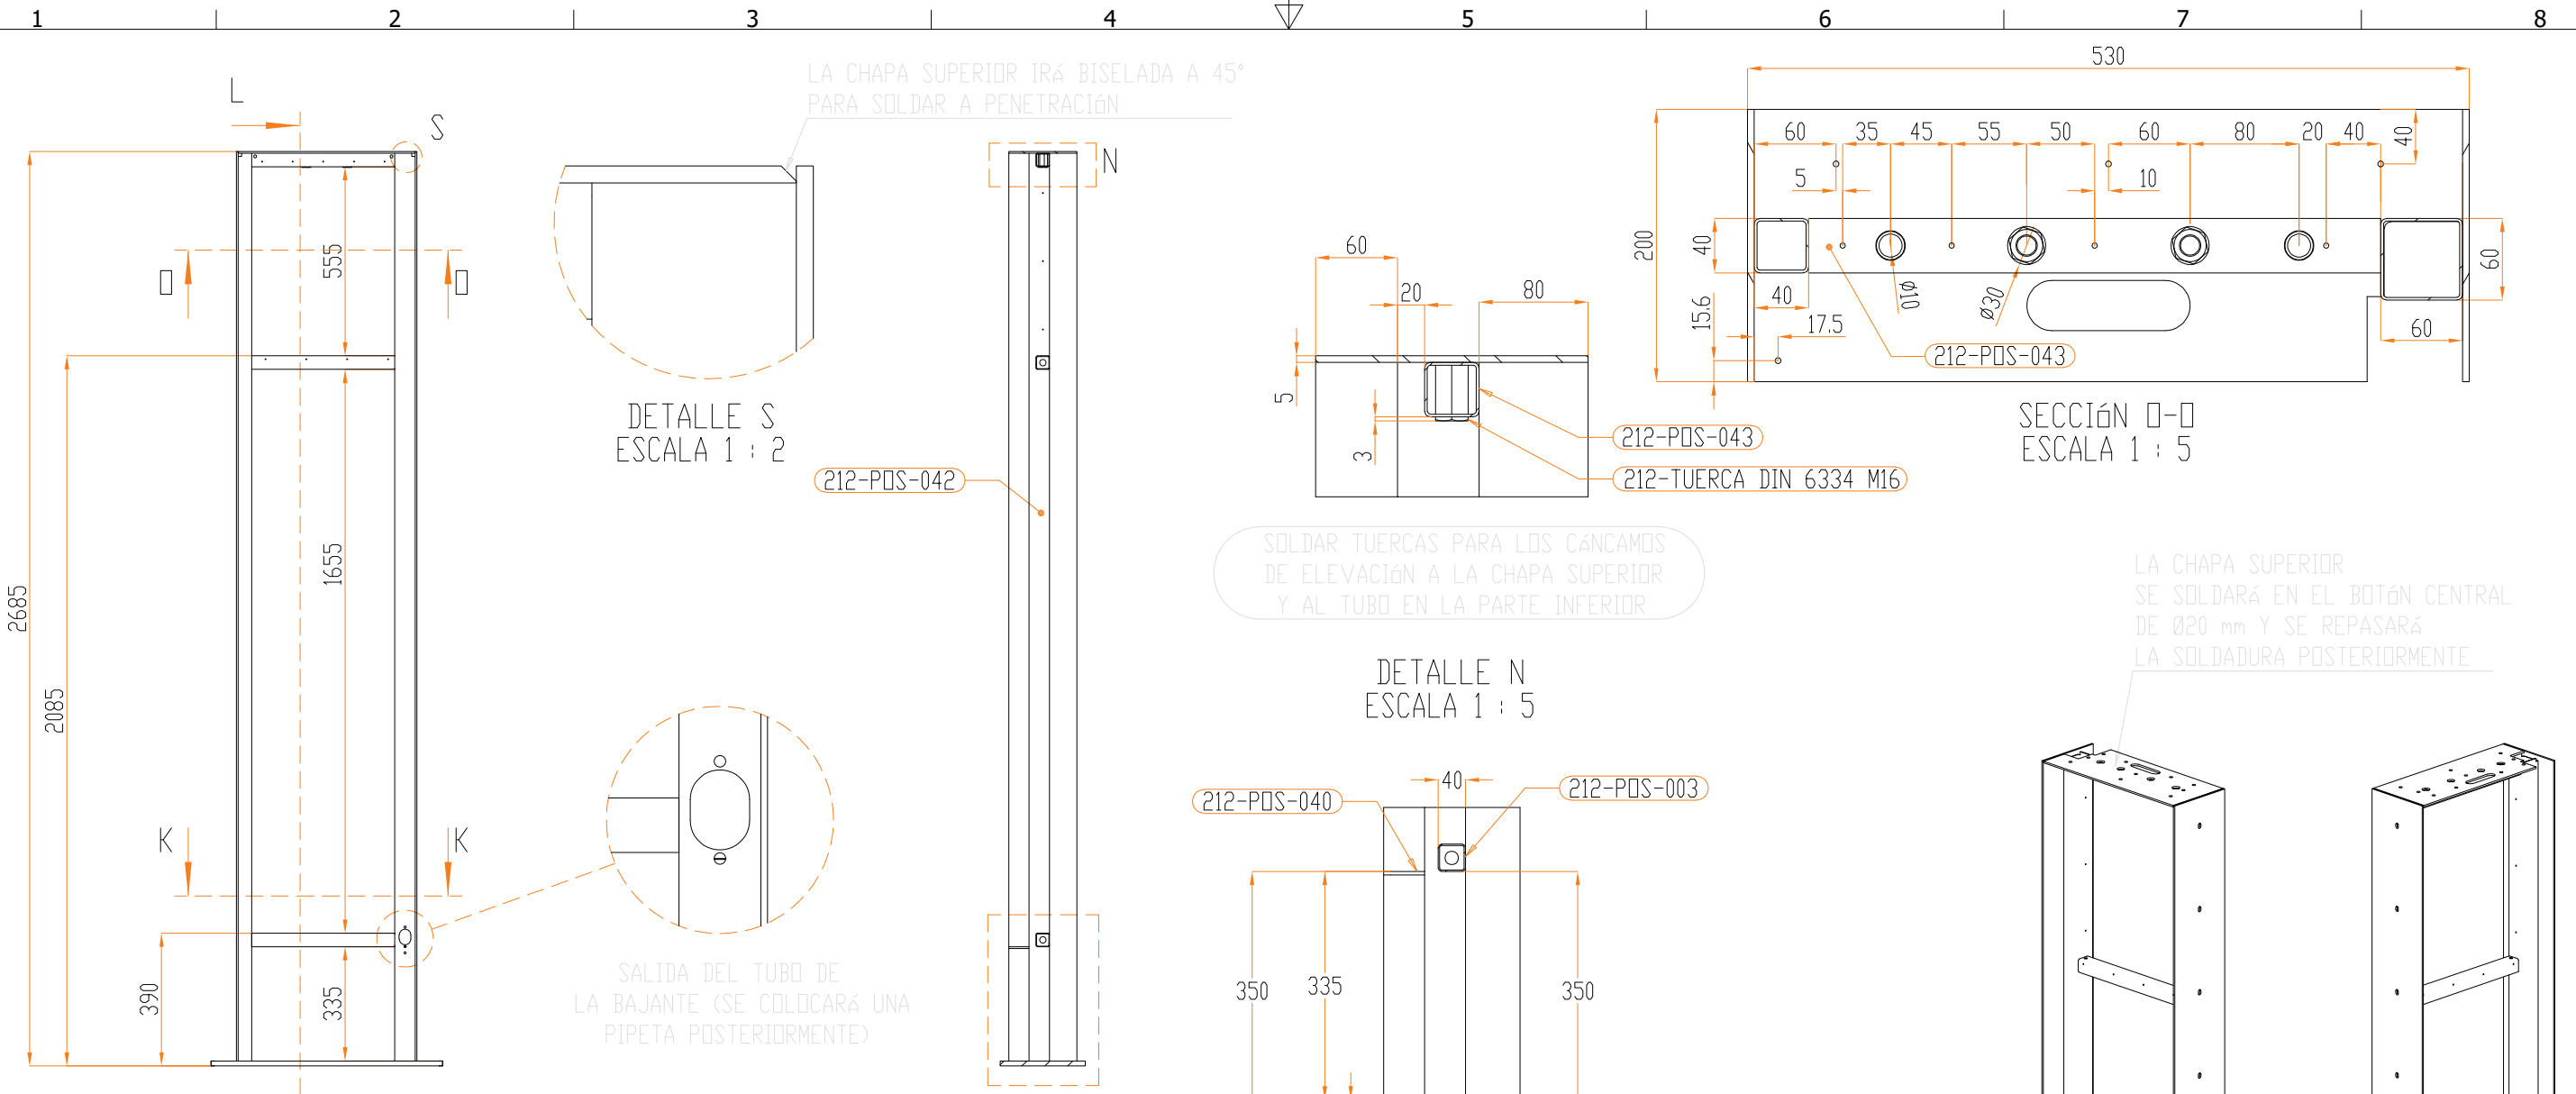 1 2 3 4 5 6 7 8
LA CHAPA SUPERIOR IRá BISELADA A 45°
PARA SOLDAR A PENETRACIóN
L
S
2685
2085
555
1655
390
335
O O
K K
DETALLE S
ESCALA 1 : 2
212-POS-042
SALIDA DEL TUBO DE
LA BAJANTE (SE COLOCARá UNA
PIPETA POSTERIORMENTE)
N
60
20
80
5
3
212-POS-043
212-TUERCA DIN 6334 M16
SOLDAR TUERCAS PARA LOS CáNCAMOS
DE ELEVACIóN A LA CHAPA SUPERIOR
Y AL TUBO EN LA PARTE INFERIOR
DETALLE N
ESCALA 1 : 5
40
212-POS-040
212-POS-003
350
335
350
530
60 35 45 55 50 60 80 20 40
40
5
10
200
40
60
40
Ø10
Ø30
15.6
17.5
60
212-POS-043
SECCIóN O-O
ESCALA 1 : 5
LA CHAPA SUPERIOR
SE SOLDARá EN EL BOTóN CENTRAL
DE Ø20 mm Y SE REPASARá
LA SOLDADURA POSTERIORMENTE